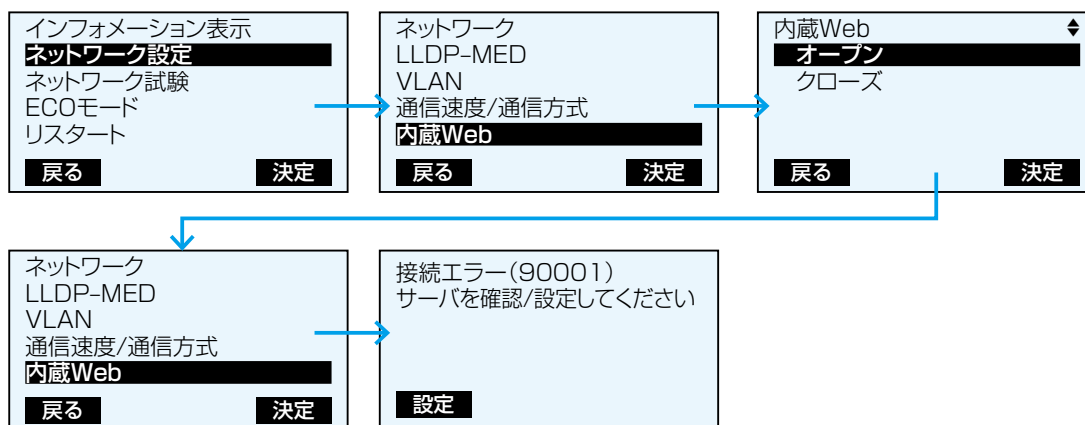 インフォメーション表示
ネットワーク設定
ネットワーク試験
ECOモード
リスタート
戻る 決定
ネットワーク
LLDP-MED
VLAN
通信速度/通信方式
内蔵Web
戻る 決定
内蔵Web
オープン
クローズ
戻る 決定
ネットワーク
LLDP-MED
VLAN
通信速度/通信方式
内蔵Web
戻る 決定
接続エラー(90001)
サーバを確認/設定してください
設定